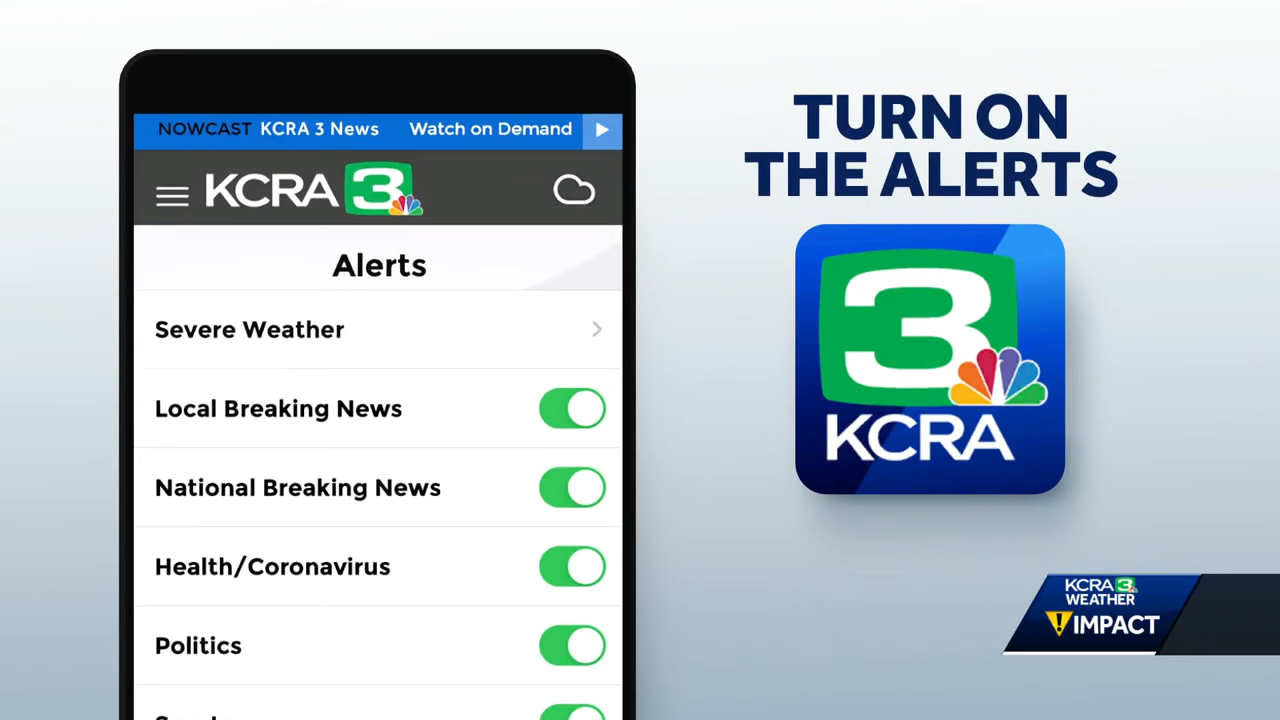 NOWCAST KCRA 3 News Watch on Demand
KCRA 3
Alerts
Severe Weather
Local Breaking News
National Breaking News
Health/Coronavirus
Politics
TURN ON
THE ALERTS
3
KCRA
KCRA 3
WEATHER
! IMPACT